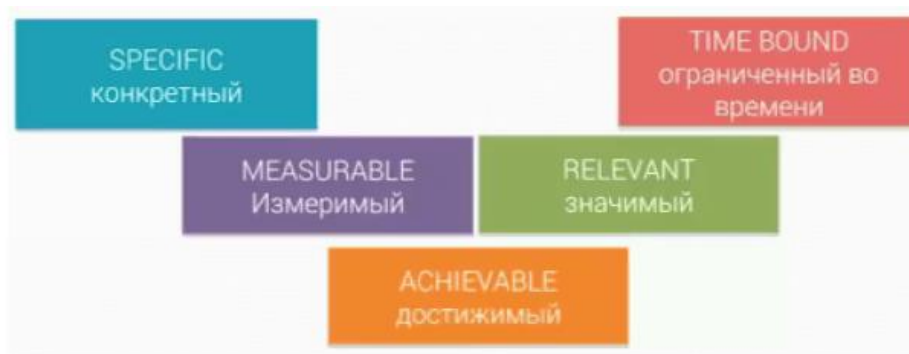 SPECIFIC
конкретный
TIME BOUND
ограниченный во
времени
MEASURABLE
Измеримый
RELEVANT
значимый
ACHIEVABLE
достижимый